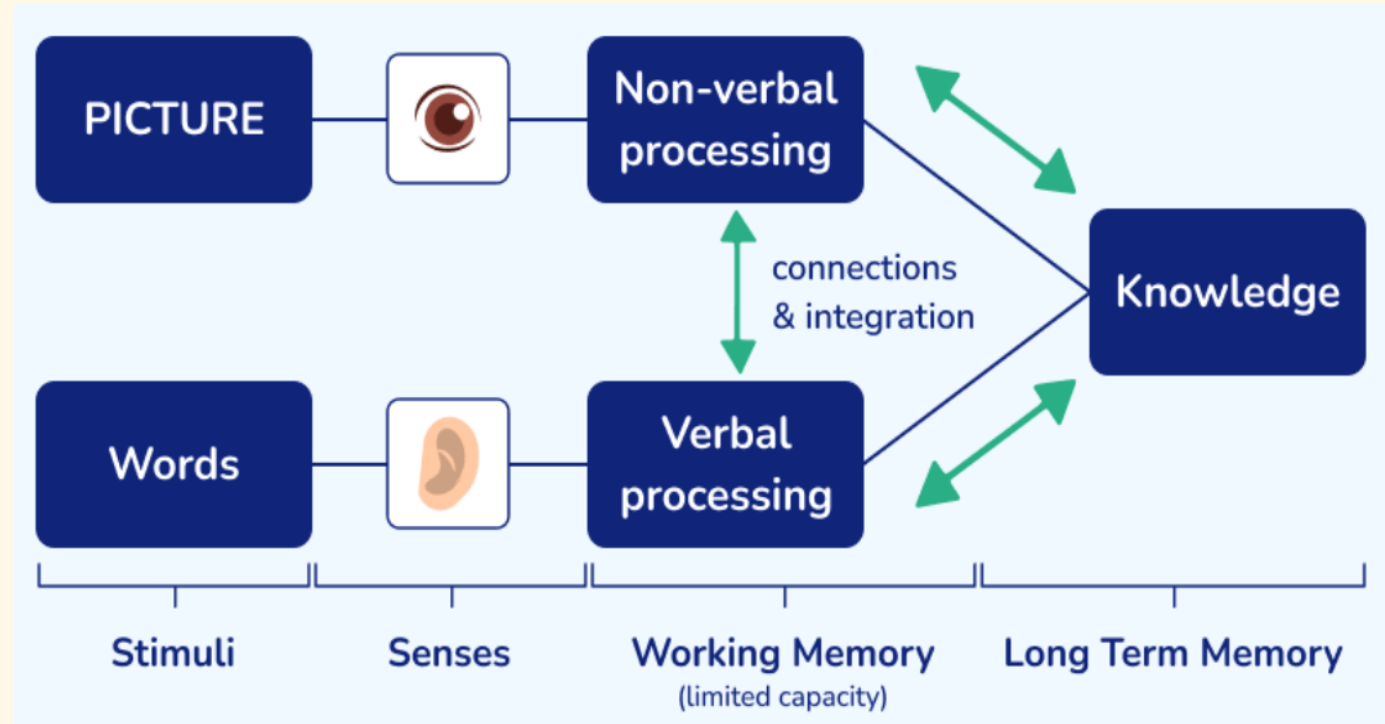 PICTURE
Non-verbal
processing
connections
& integration
Knowledge
Words
Verbal
processing
Stimuli
Senses
Working Memory
(limited capacity)
Long Term Memory